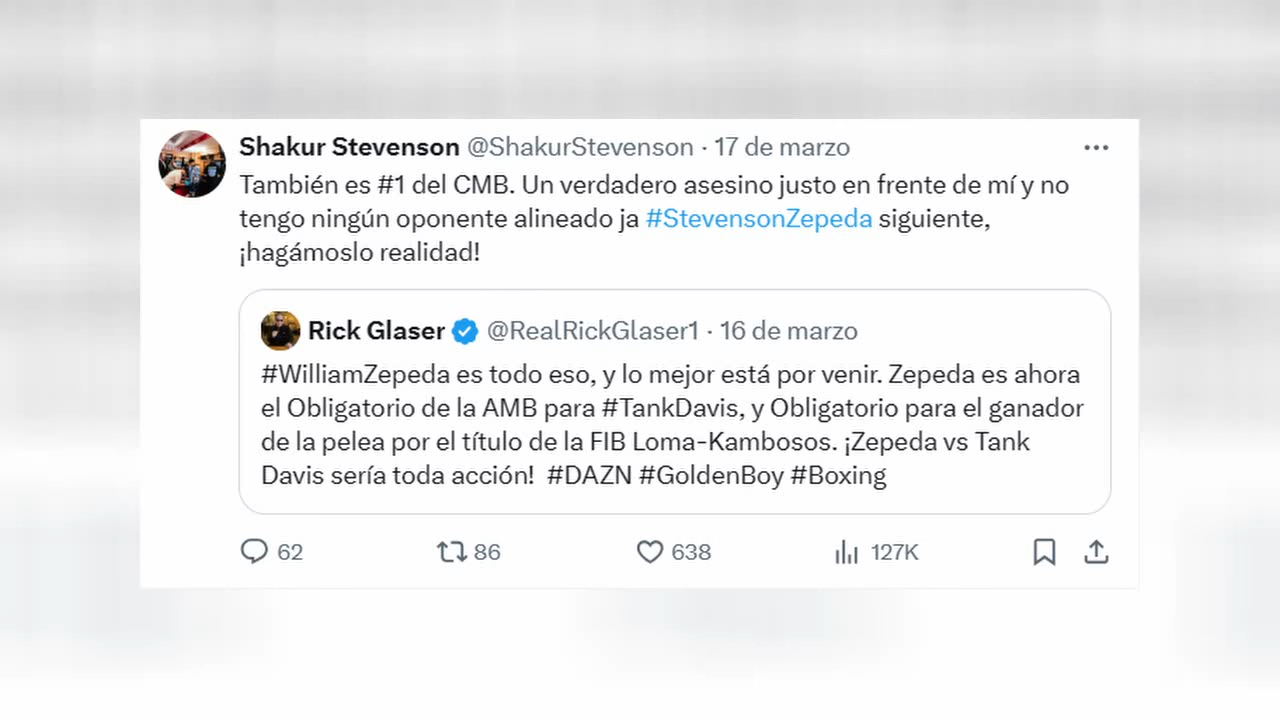 Shakur Stevenson @ShakurStevenson · 17 de marzo
También es #1 del CMB. Un verdadero asesino justo en frente de mí y no
tengo ningún oponente alineado ja #StevensonZepeda siguiente,
¡hagámoslo realidad!
Rick Glaser @RealRickGlaser1 · 16 de marzo
#WilliamZepeda es todo eso, y lo mejor está por venir. Zepeda es ahora
el Obligatorio de la AMB para #TankDavis, y Obligatorio para el ganador
de la pelea por el título de la FIB Loma-Kambosos. ¡Zepeda vs Tank
Davis sería toda acción! #DAZN #GoldenBoy #Boxing
62 86 638 127K